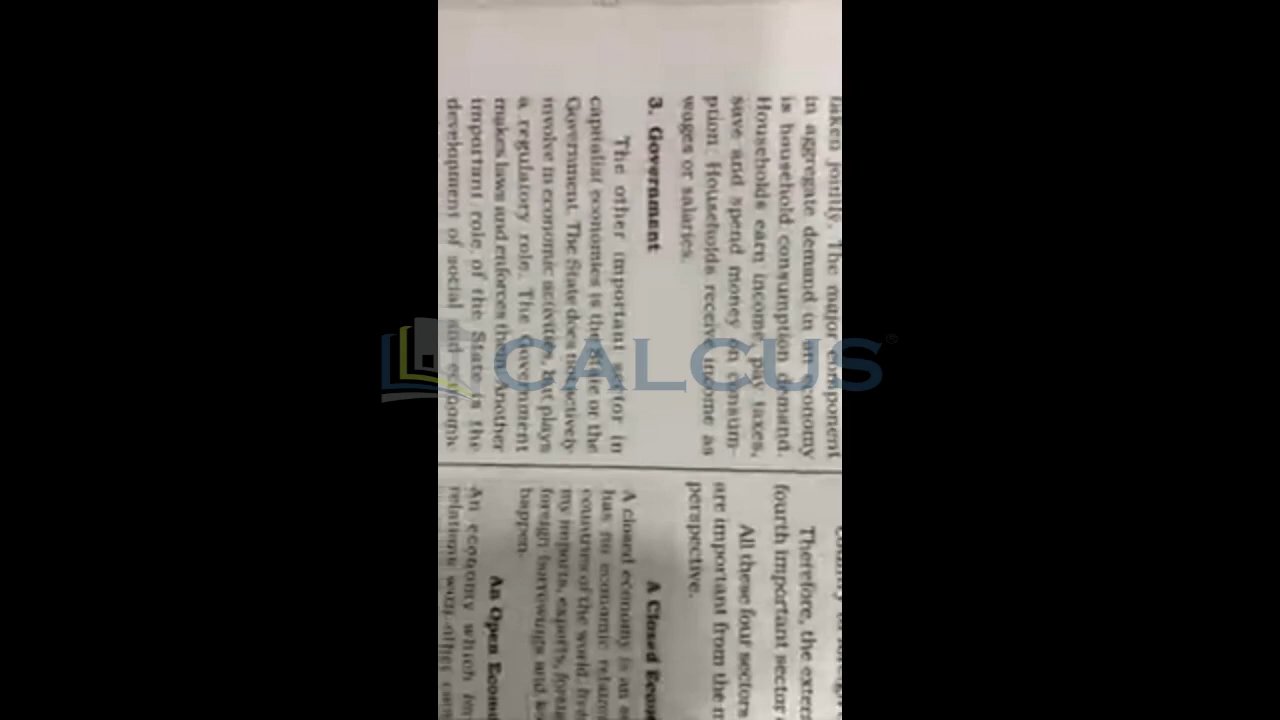 taken jointly. The major component
in aggregate demand in an economy
is household consumption demand.
Households earn income, pay taxes,
save and spend money on consum-
ption. Households receive income as
wages or salaries.
3. Government
The other important sector in
capitalist economies is the State or the
Government. The State does not actively
involve in economic activities, but plays
a regulatory role. The Government
makes laws and enforces them. Another
important role of the State is the
development of social and economic
Therefore, the
fourth important sector
All these four sectors
are important from the
perspective.
A Closed
A closed economy is an
has no economic
countries of the world.
imports, exports,
foreign borrowings and
happen.
An Open
An economy which
relations with other
CALCUS®